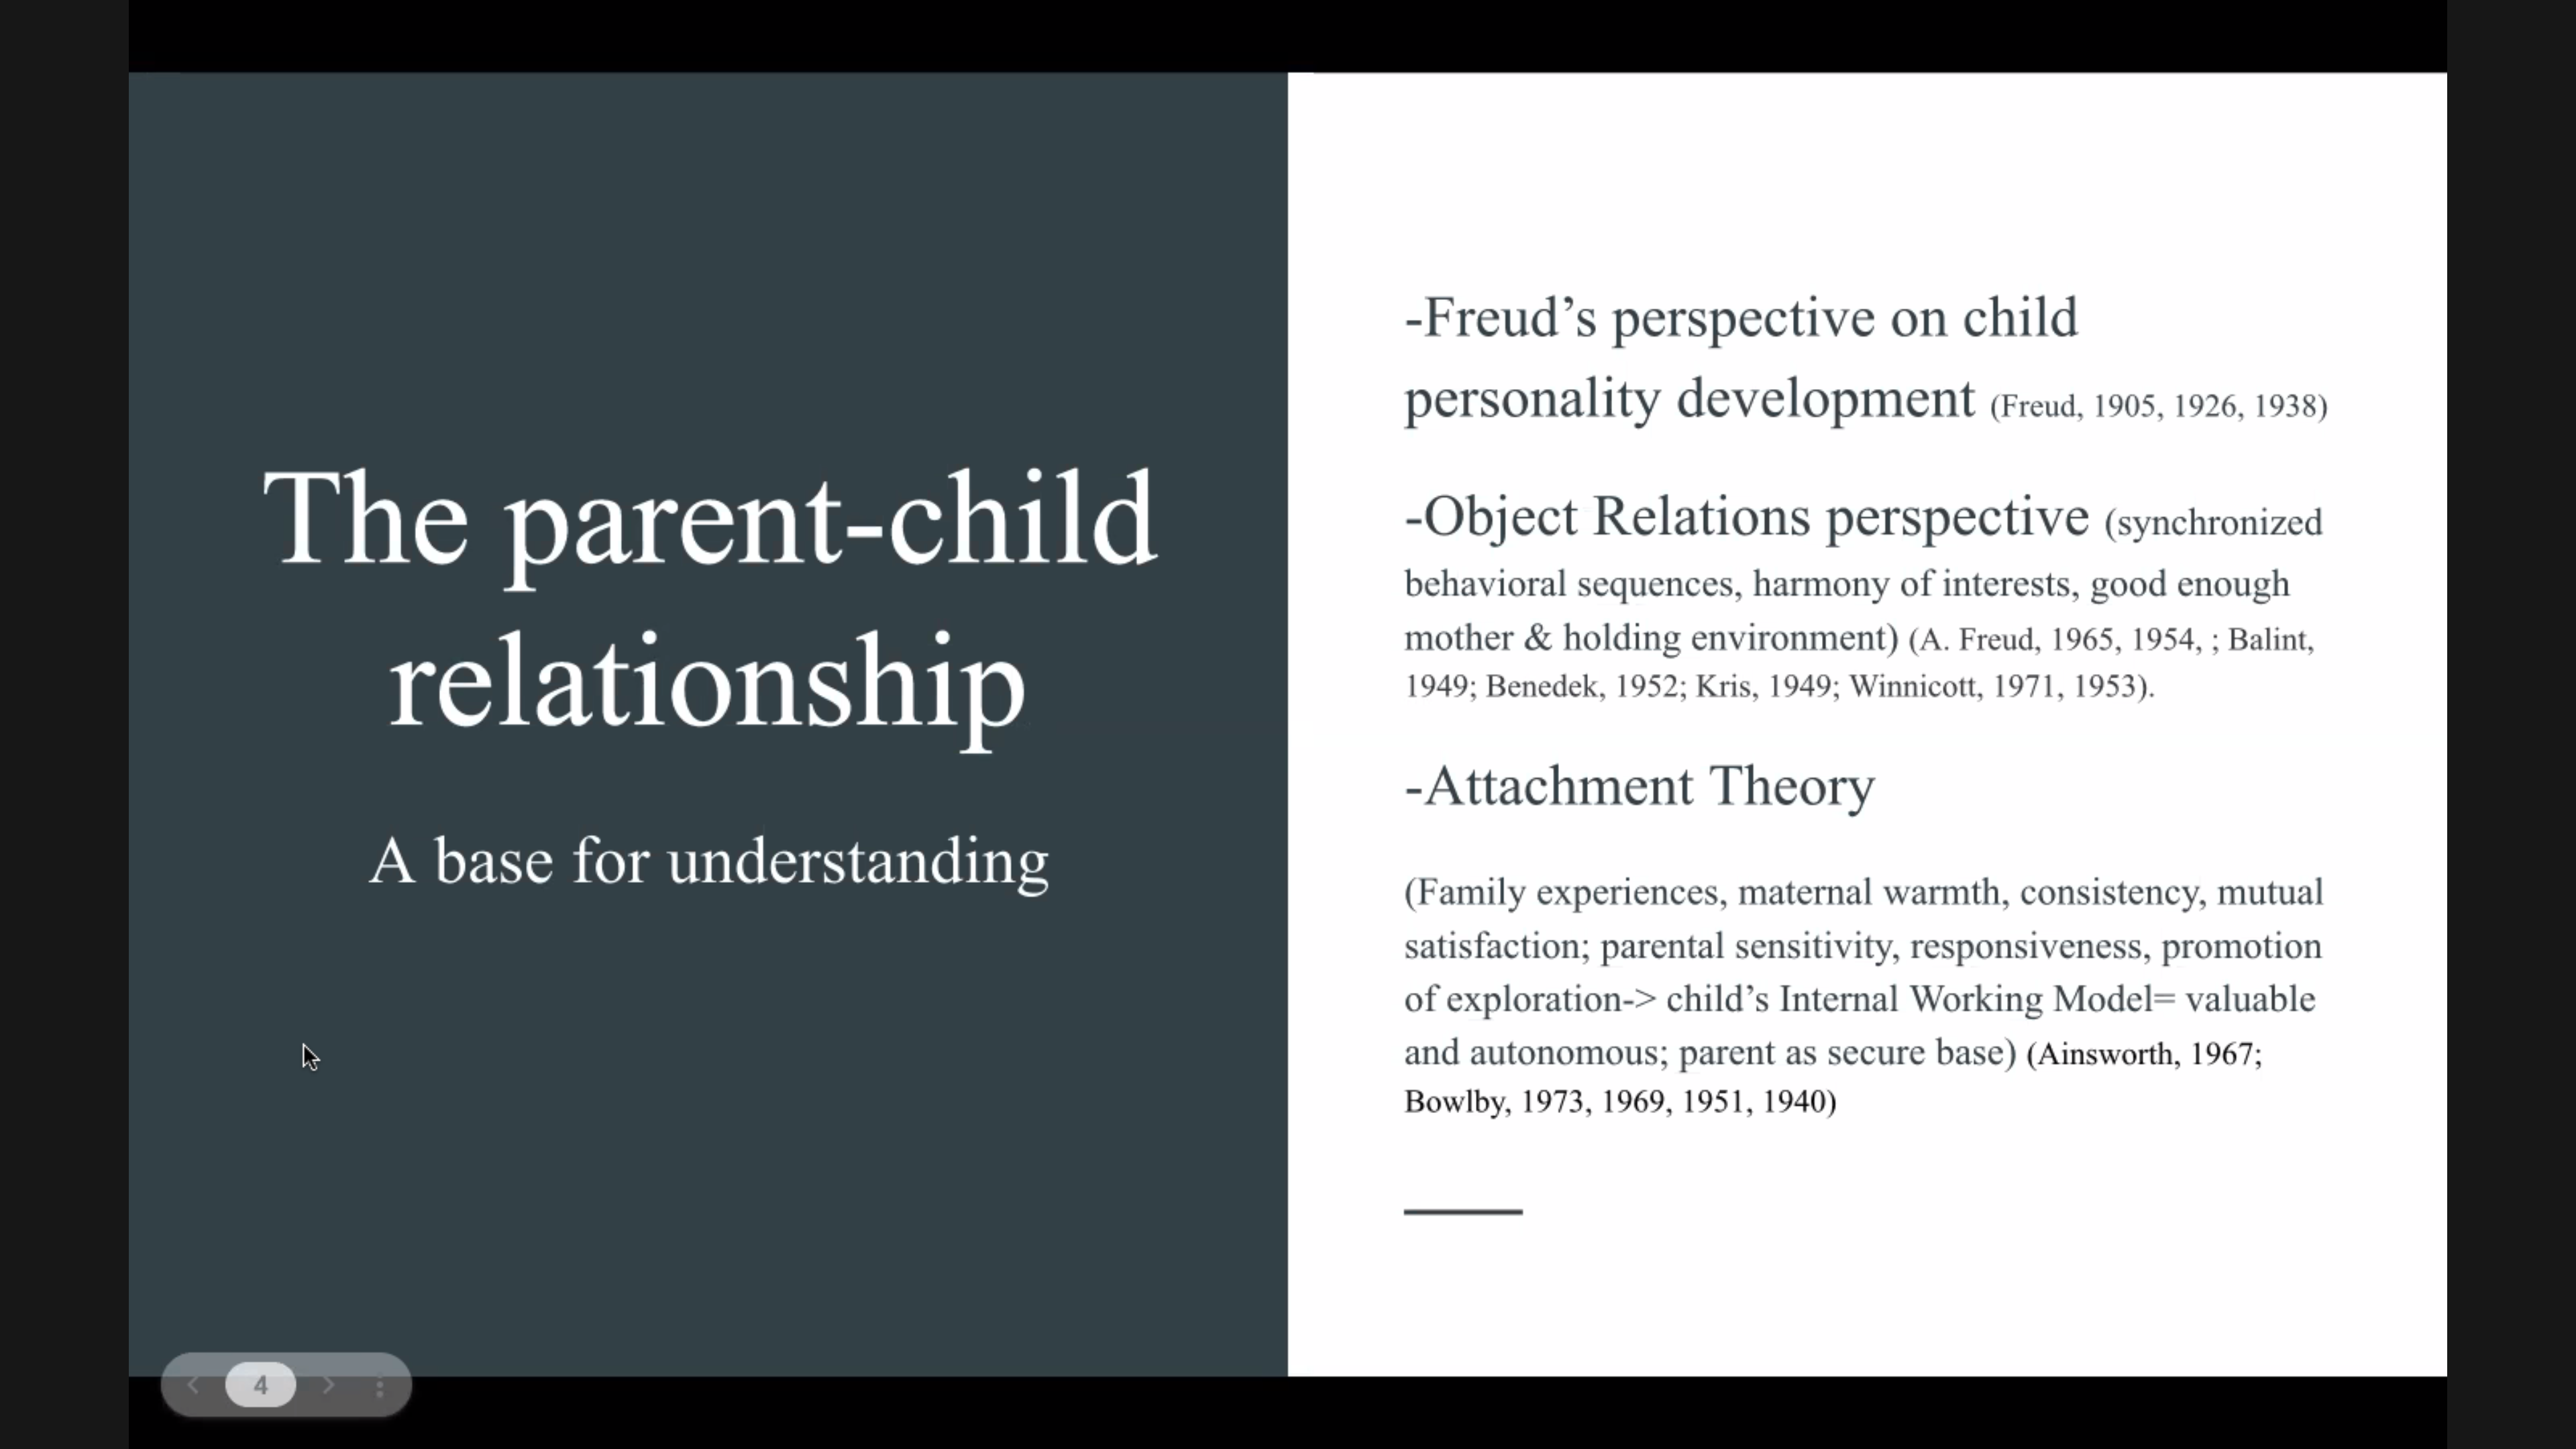 The parent-child
relationship
A base for understanding
-Freud’s perspective on child
personality development (Freud, 1905, 1926, 1938)
-Object Relations perspective (synchronized
behavioral sequences, harmony of interests, good enough
mother & holding environment) (A. Freud, 1965, 1954, ; Balint,
1949; Benedek, 1952; Kris, 1949; Winnicott, 1971, 1953).
-Attachment Theory
(Family experiences, maternal warmth, consistency, mutual
satisfaction; parental sensitivity, responsiveness, promotion
of exploration-> child’s Internal Working Model= valuable
and autonomous; parent as secure base) (Ainsworth, 1967;
Bowlby, 1973, 1969, 1951, 1940)
4